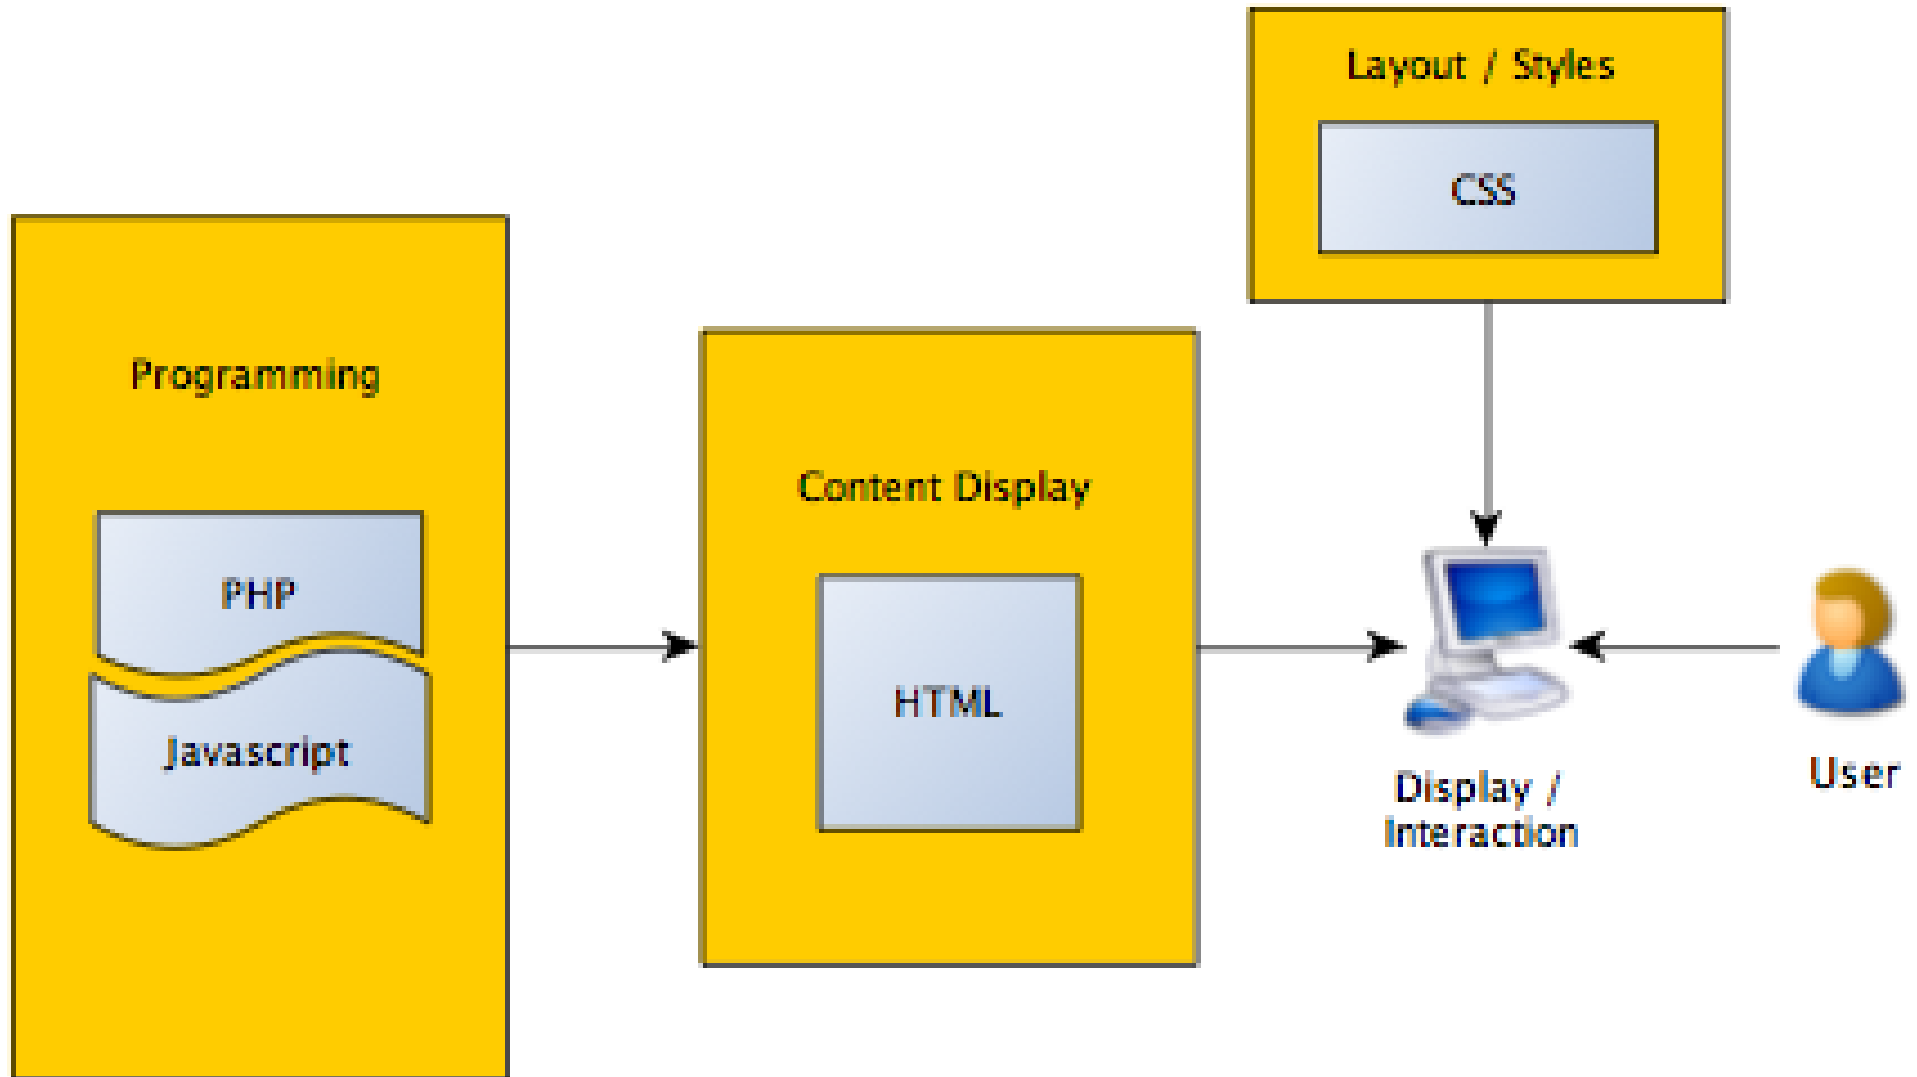 Layout / Styles
CSS
Programming
PHP
Javascript
Content Display
HTML
Display /
Interaction
User